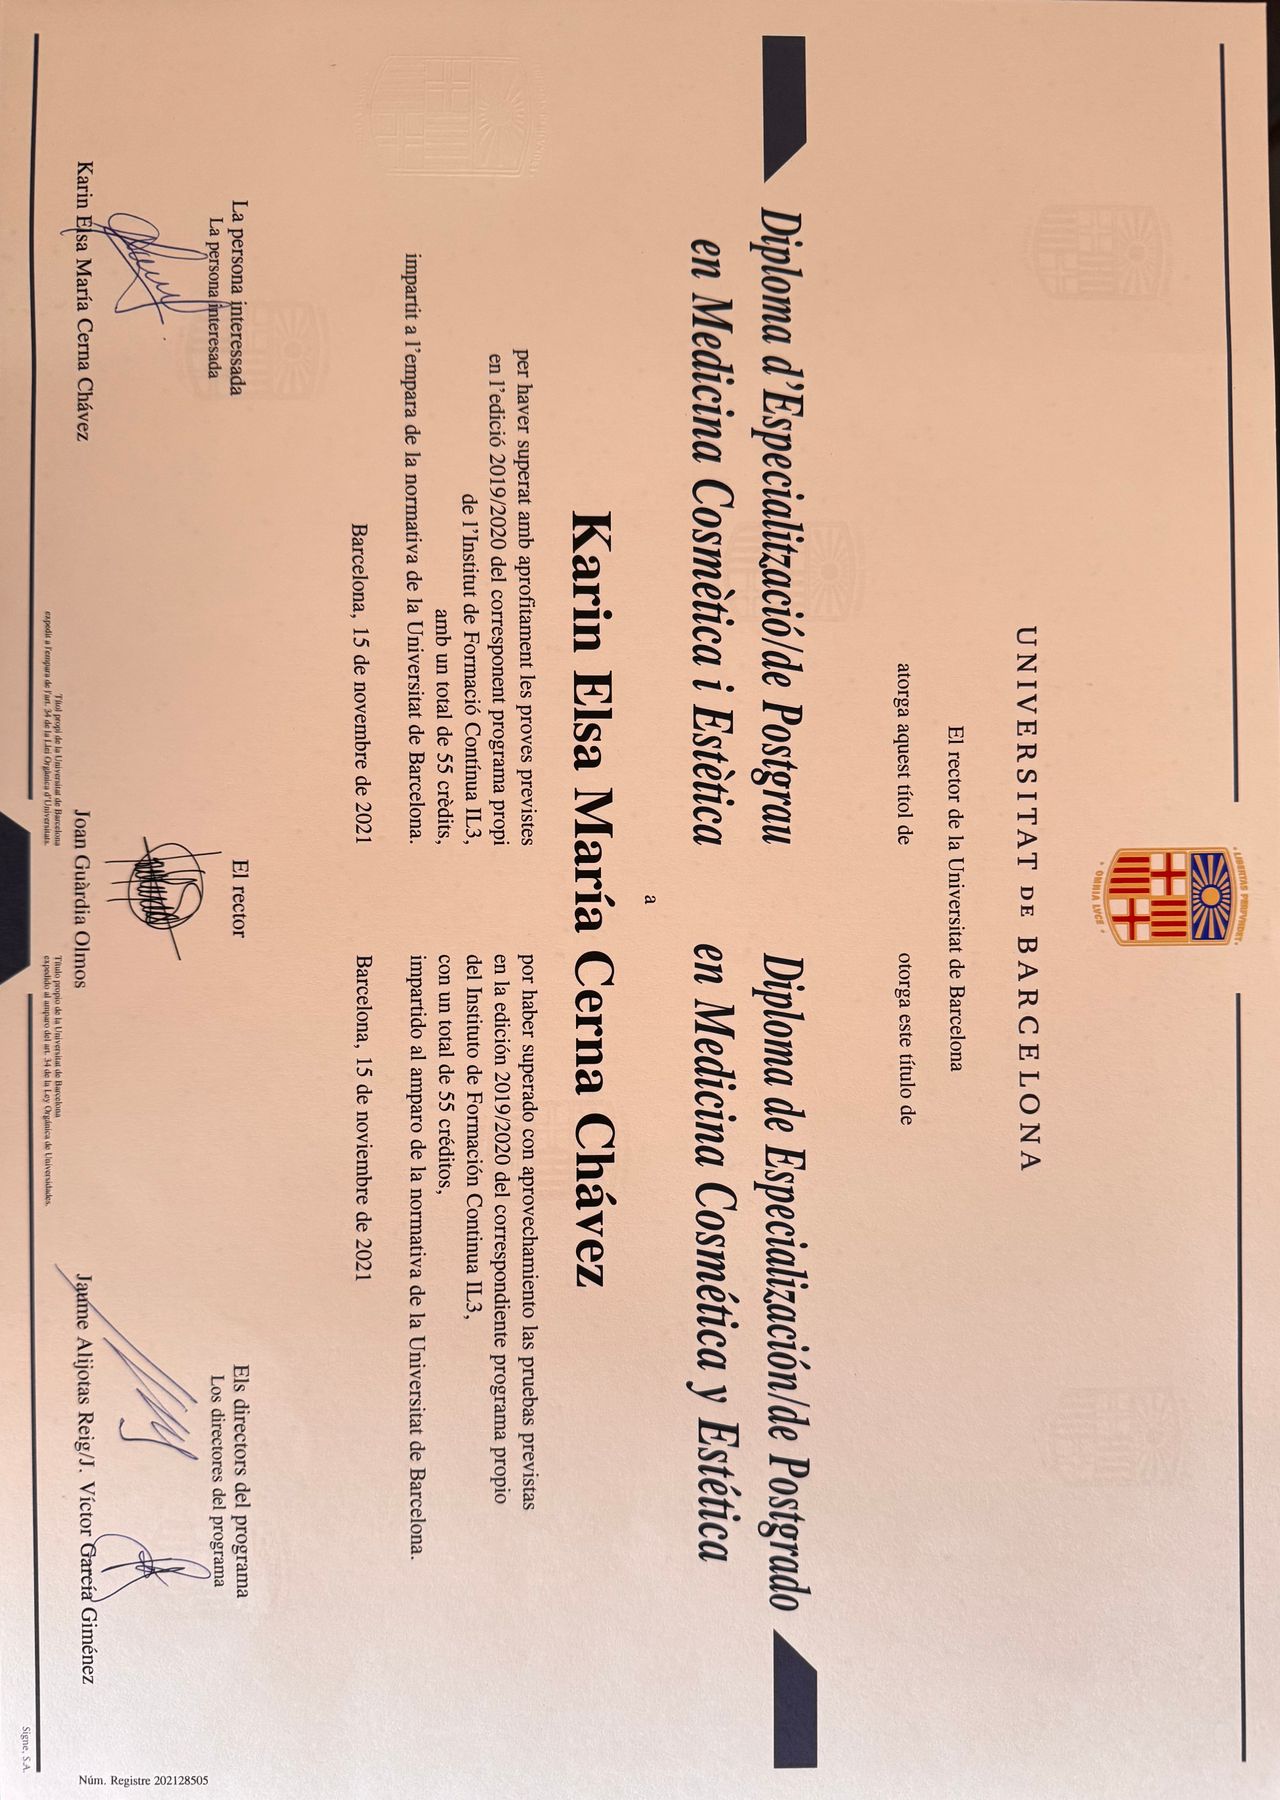 LIBERTAS PERFVNDET
OMNIA LVCE
UNIVERSITAT DE BARCELONA
El rector de la Universitat de Barcelona
atorga aquest títol de
otorga este título de
Diploma d'Especialització/de Postgrau
en Medicina Cosmètica i Estètica
Diploma de Especialización/de Postgrado
en Medicina Cosmética y Estética
a
Karin Elsa María Cerna Chávez
per haver superat amb aprofitament les proves previstes
en l'edició 2019/2020 del corresponent programa propi
de l'Institut de Formació Contínua IL3,
amb un total de 55 crèdits,
impartit a l'empara de la normativa de la Universitat de Barcelona.
Barcelona, 15 de novembre de 2021
por haber superado con aprovechamiento las pruebas previstas
en la edición 2019/2020 del correspondiente programa propio
del Instituto de Formación Continua IL3,
con un total de 55 créditos,
impartido al amparo de la normativa de la Universitat de Barcelona.
Barcelona, 15 de noviembre de 2021
La persona interessada
La persona interesada
Karin Elsa María Cerna Chávez
El rector
Joan Guàrdia Olmos
Els directors del programa
Los directores del programa
Jaume Alijotas Reig/J. Víctor García Giménez
Títol propi de la Universitat de Barcelona
expedit a l'empara de l'art. 34 de la Llei Orgànica d'Universitats.
Título propio de la Universitat de Barcelona
expedido al amparo del art. 34 de la Ley Orgánica de Universidades.
Signe, S.A.
Núm. Registre 202128505